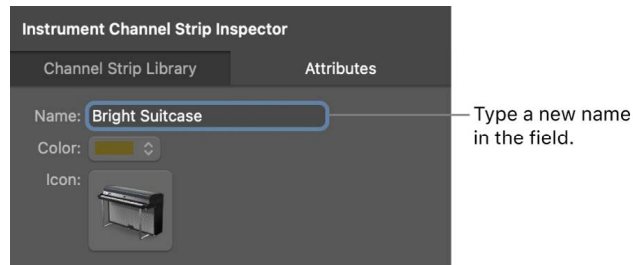 Instrument Channel Strip Inspector
Channel Strip Library Attributes
Name: Bright Suitcase
Type a new name
in the field.
Color:
Icon: